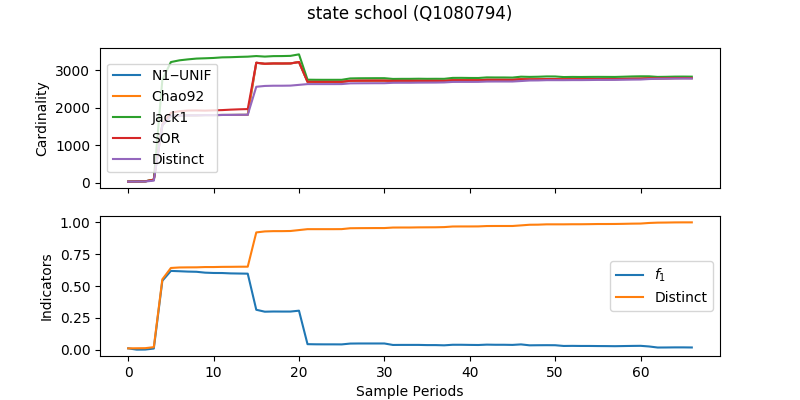 state school (Q1080794)
Cardinality
3000
2000
1000
0
N1−UNIF
Chao92
Jack1
SOR
Distinct
Indicators
1.00
0.75
0.50
0.25
0.00
f1
Distinct
0 10 20 30 40 50 60
Sample Periods